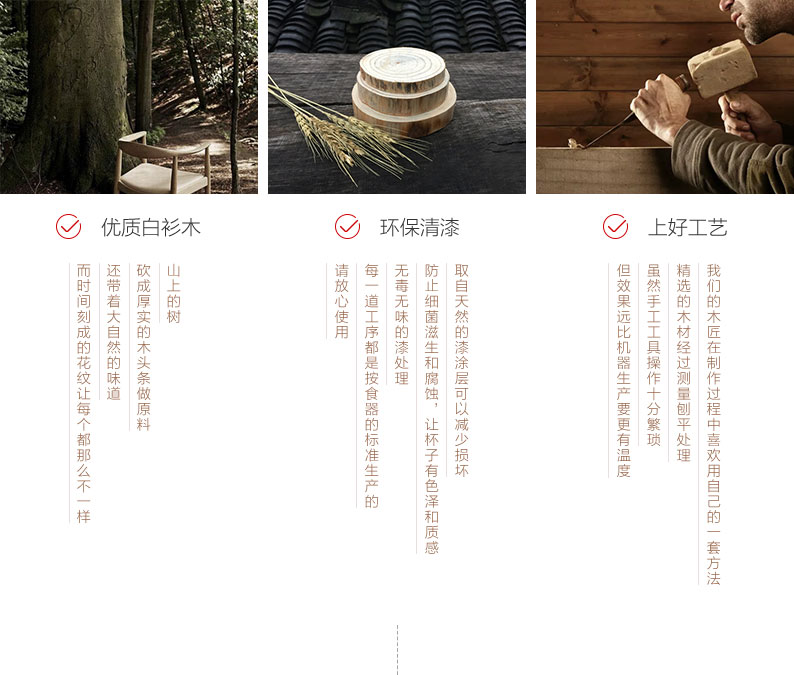 优质白衫木
山上的树
砍成厚实的木头条做原料
还带着大自然的味道
而时间刻成的花纹让每个都那么不一样
环保清漆
取自天然的漆涂层可以减少损坏
防止细菌滋生和腐蚀，让杯子有色泽和质感
无毒无味的漆处理
每一道工序都是按食器的标准生产的
请放心使用
上好工艺
我们的木匠在制作过程中喜欢用自己的一套方法
精选的木材经过测量刨平处理
虽然手工工具操作十分繁琐
但效果远比机器生产要更有温度